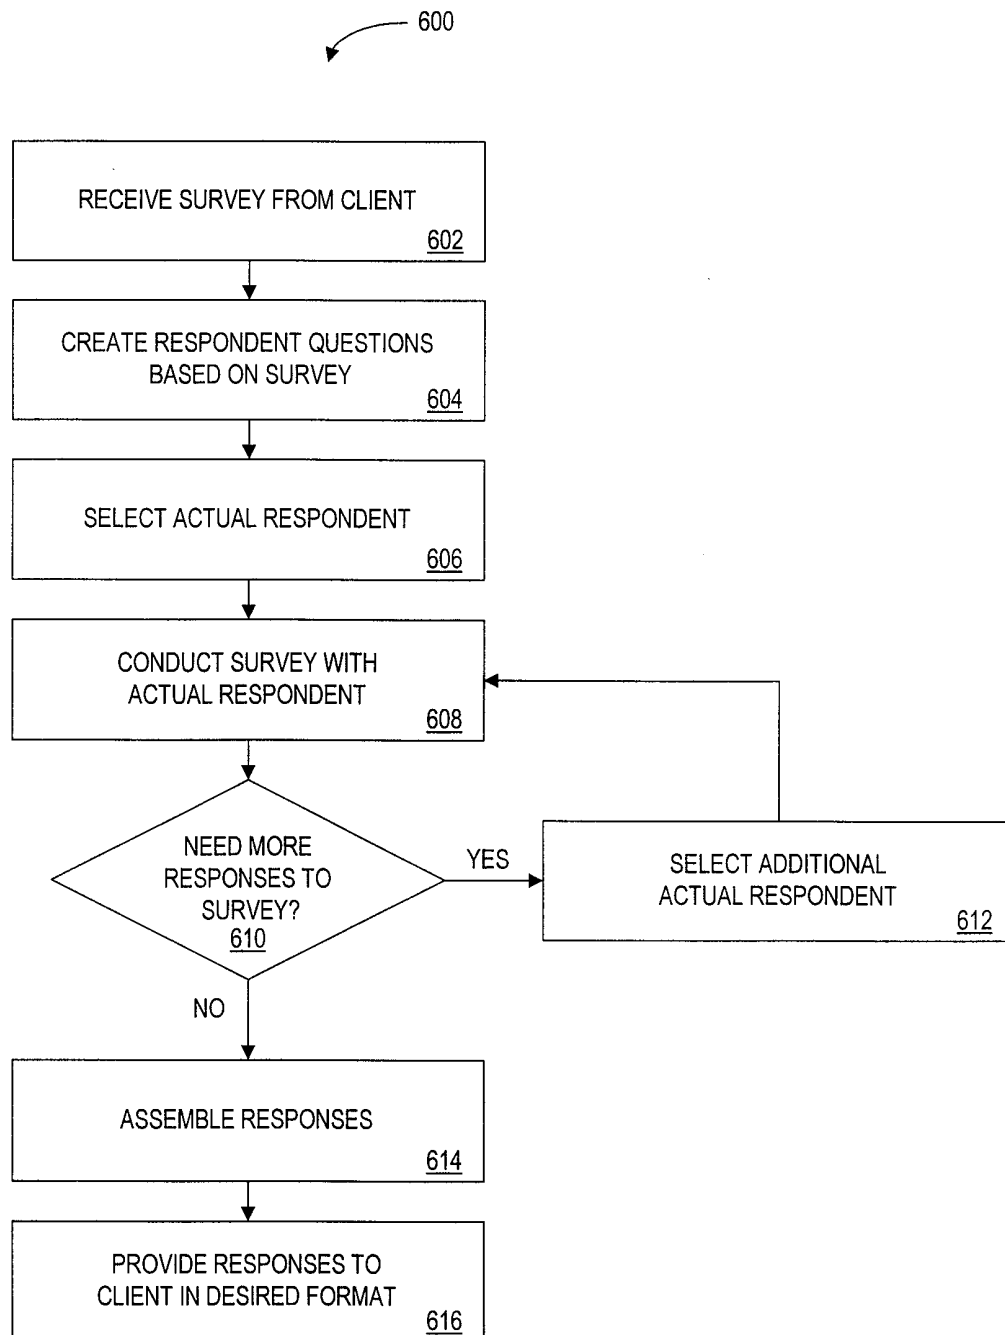 600
RECEIVE SURVEY FROM CLIENT
602
CREATE RESPONDENT QUESTIONS
BASED ON SURVEY
604
SELECT ACTUAL RESPONDENT
606
CONDUCT SURVEY WITH
ACTUAL RESPONDENT
608
NEED MORE
RESPONSES TO
SURVEY?
610
YES
SELECT ADDITIONAL
ACTUAL RESPONDENT
612
NO
ASSEMBLE RESPONSES
614
PROVIDE RESPONSES TO
CLIENT IN DESIRED FORMAT
616